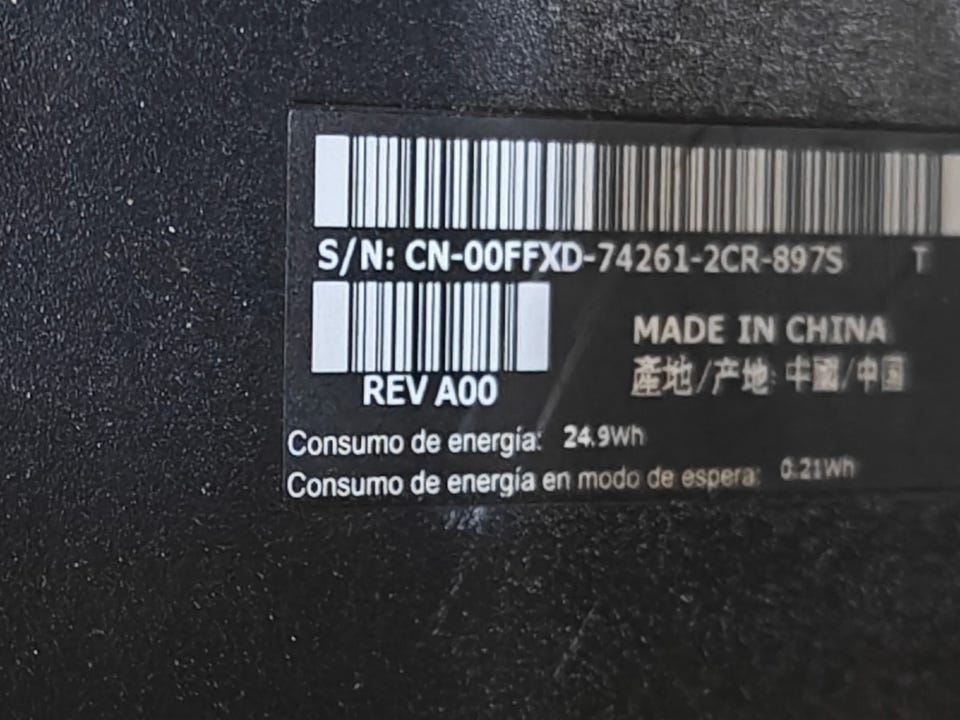 S/N: CN-00FFXD-74261-2CR-897S T
REV A00
MADE IN CHINA
產地/产地: 中國/中国
Consumo de energía: 24.9Wh
Consumo de energía en modo de espera: 0.21Wh